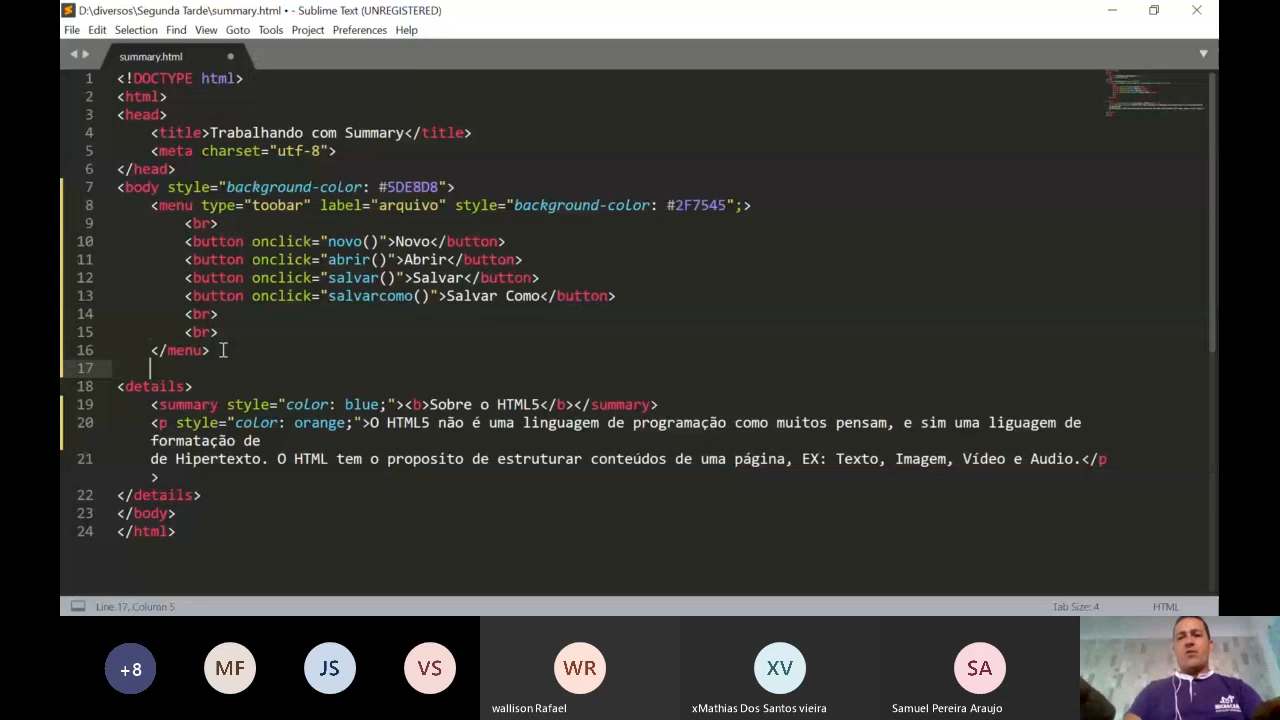 D:\diversos\Segunda Tarde\summary.html • - Sublime Text (UNREGISTERED)
File Edit Selection Find View Goto Tools Project Preferences Help
summary.html
1 <!DOCTYPE html>
2 <html>
3 <head>
4 <title>Trabalhando com Summary</title>
5 <meta charset="utf-8">
6 </head>
7 <body style="background-color: #5DE8D8">
8 <menu type="toobar" label="arquivo" style="background-color: #2F7545";>
9 <br>
10 <button onclick="novo()">Novo</button>
11 <button onclick="abrir()">Abrir</button>
12 <button onclick="salvar()">Salvar</button>
13 <button onclick="salvarcomo()">Salvar Como</button>
14 <br>
15 <br>
16 </menu>
17
18 <details>
19 <summary style="color: blue;"><b>Sobre o HTML5</b></summary>
20 <p style="color: orange;">O HTML5 não é uma linguagem de programação como muitos pensam, e sim uma liguagem de
formatação de
21 de Hipertexto. O HTML tem o proposito de estruturar conteúdos de uma página, EX: Texto, Imagem, Vídeo e Audio.</p
>
22 </details>
23 </body>
24 </html>
Line 17, Column 5 Tab Size: 4 HTML
+8 MF JS VS WR XV SA
wallison Rafael xMathias Dos Santos vieira Samuel Pereira Araujo